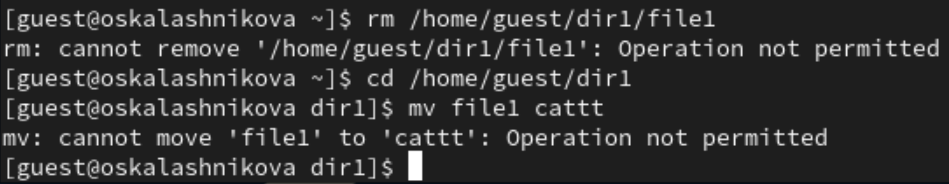 [guest@oskalashnikova ~]$ rm /home/guest/dir1/file1
rm: cannot remove '/home/guest/dir1/file1': Operation not permitted
[guest@oskalashnikova ~]$ cd /home/guest/dir1
[guest@oskalashnikova dir1]$ mv file1 cattt
mv: cannot move 'file1' to 'cattt': Operation not permitted
[guest@oskalashnikova dir1]$